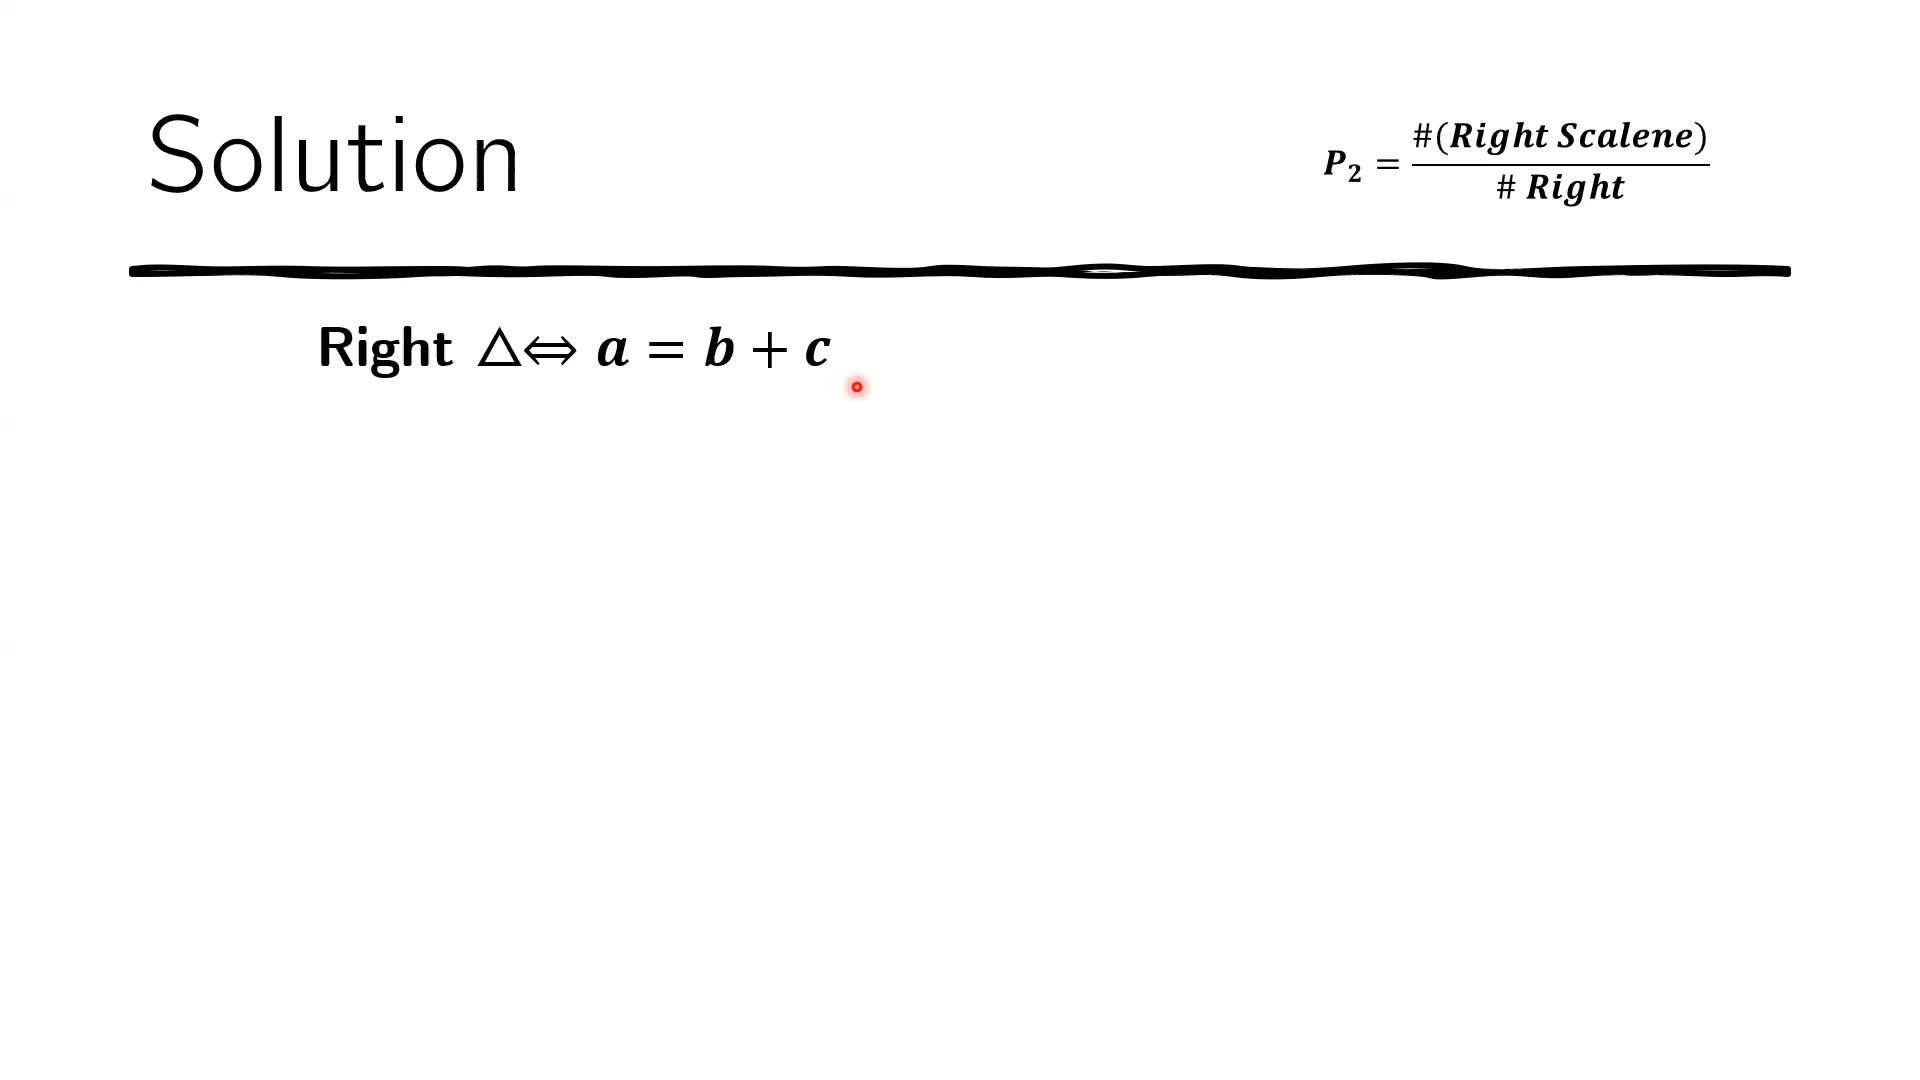 Solution
P₂ = #(Right Scalene) / # Right
Right △⇔ a = b + c